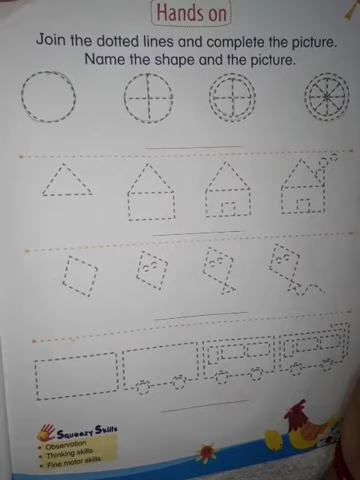 Hands on
Join the dotted lines and complete the picture.
Name the shape and the picture.
Squeezy Skills
• Observation
• Thinking skills
• Fine motor skills